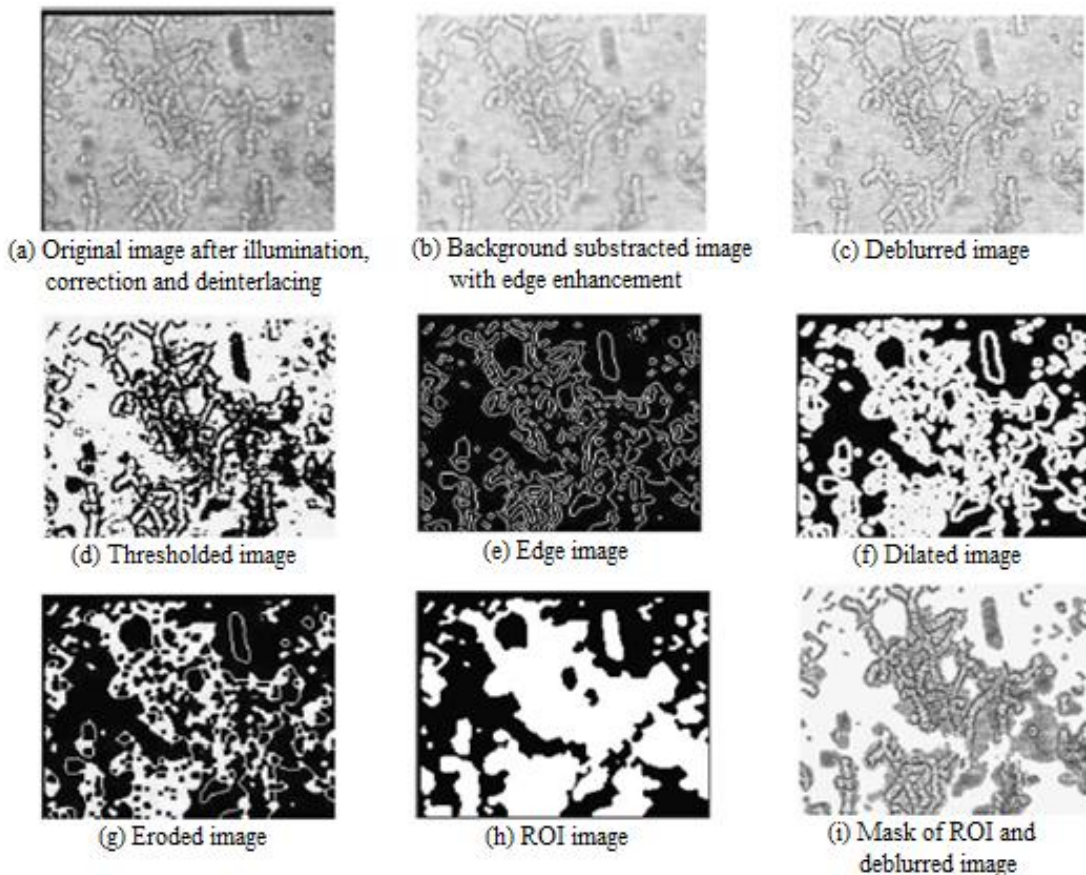 (a) Original image after illumination,
correction and deinterlacing
(b) Background substracted image
with edge enhancement
(c) Deblurred image
(d) Thresholded image
(e) Edge image
(f) Dilated image
(g) Eroded image
(h) ROI image
(i) Mask of ROI and
deblurred image